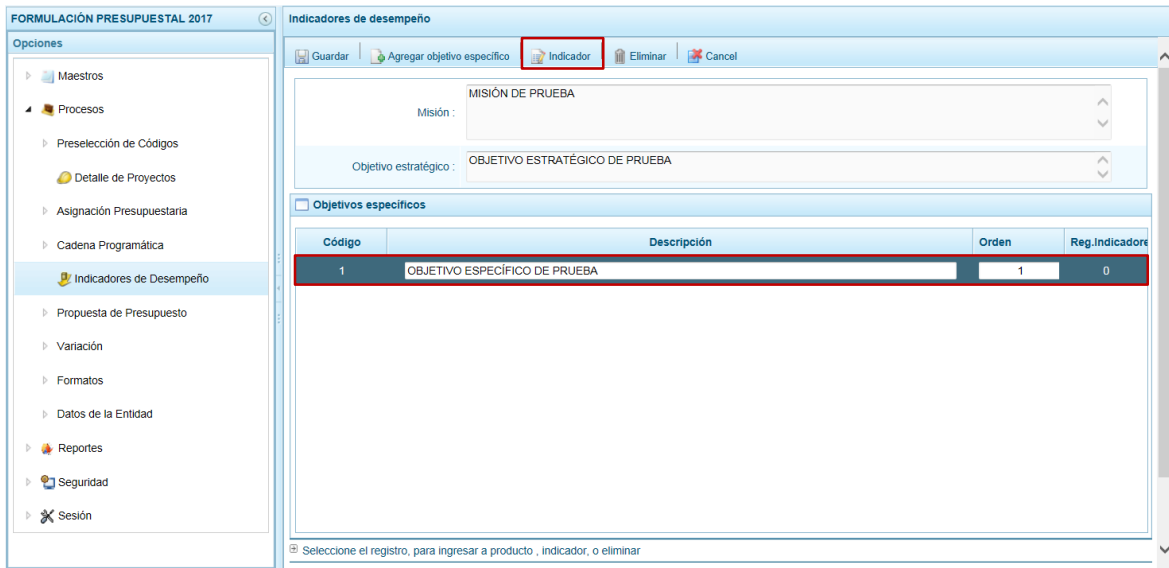 FORMULACIÓN PRESUPUESTAL 2017
Opciones
Maestros
Procesos
Preselección de Códigos
Detalle de Proyectos
Asignación Presupuestaria
Cadena Programática
Indicadores de Desempeño
Propuesta de Presupuesto
Variación
Formatos
Datos de la Entidad
Reportes
Seguridad
Sesión
Indicadores de desempeño
Guardar Agregar objetivo específico Indicador Eliminar Cancel
Misión : MISIÓN DE PRUEBA
Objetivo estratégico : OBJETIVO ESTRATÉGICO DE PRUEBA
Objetivos específicos
Código Descripción Orden Reg.Indicadore
1 OBJETIVO ESPECÍFICO DE PRUEBA 1 0
Seleccione el registro, para ingresar a producto , indicador, o eliminar